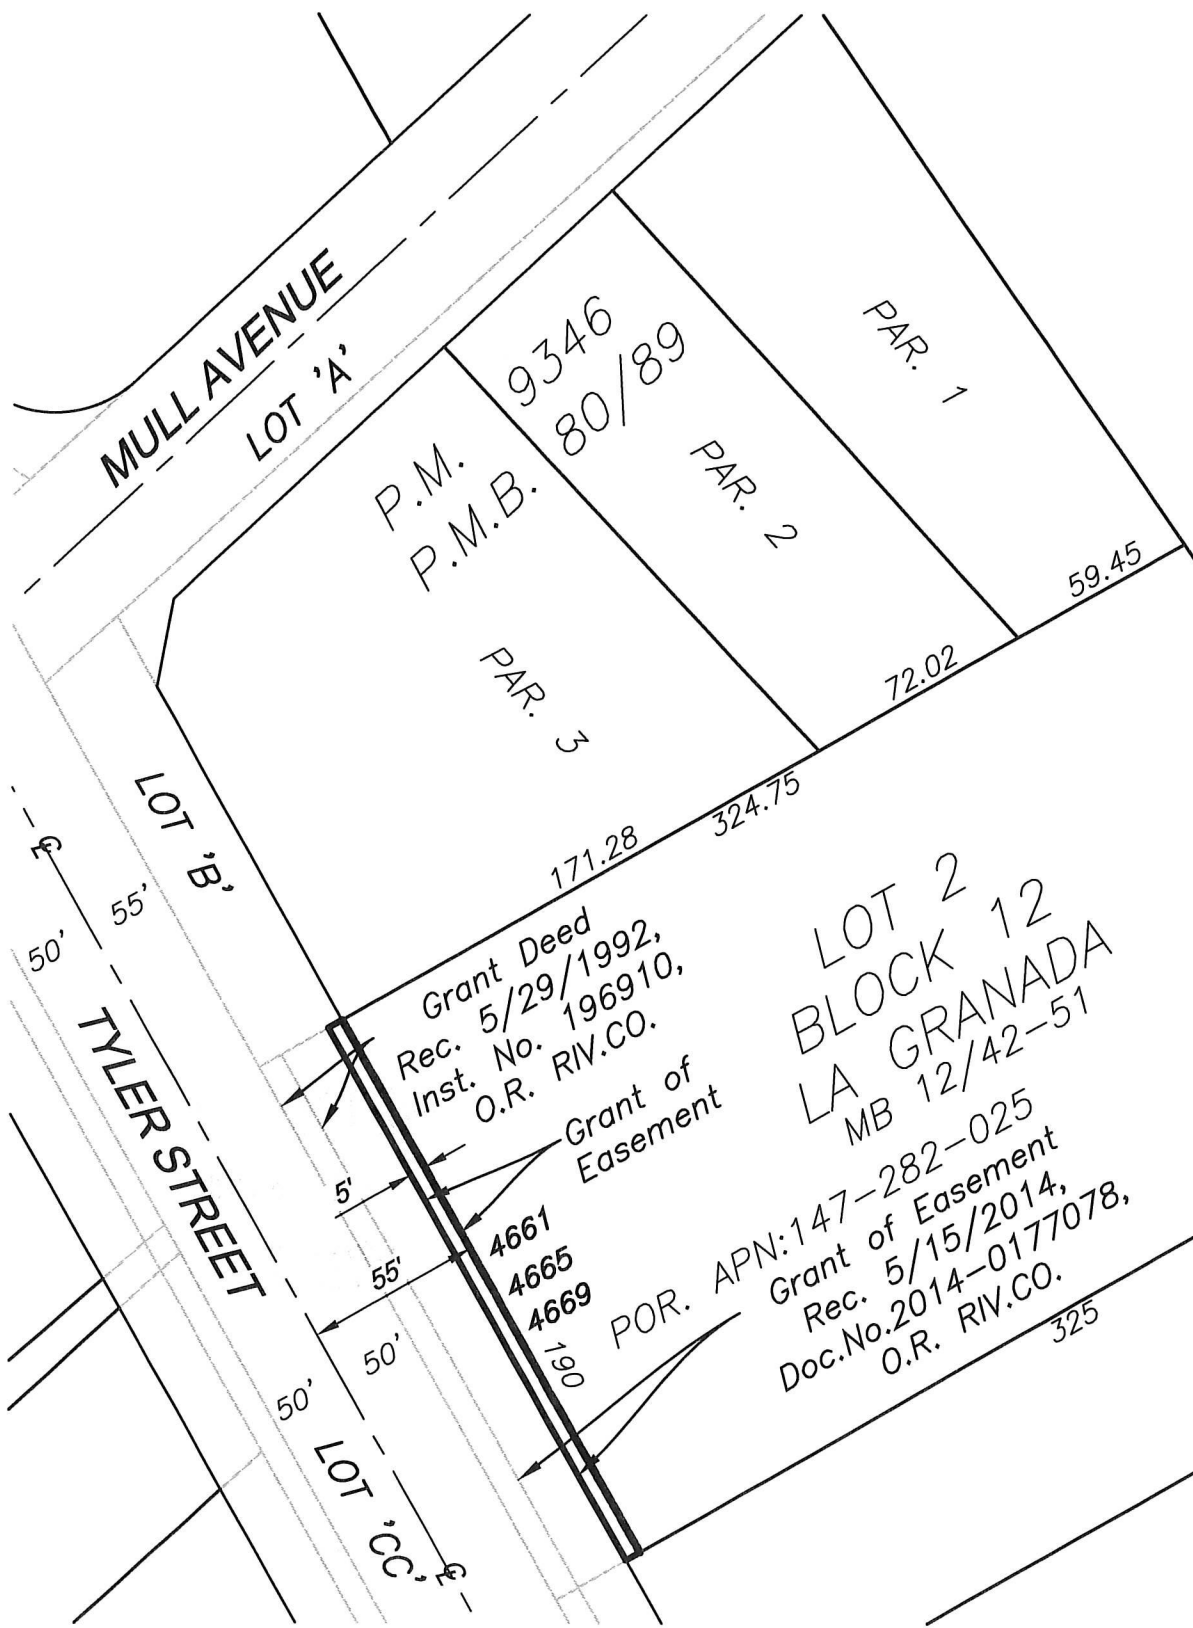 MULL AVENUE
LOT 'A'
P.M. 9346
P.M.B. 80/89
PAR. 1
PAR. 2
PAR. 3
59.45
72.02
324.75
171.28
LOT 'B'
55'
50'
TYLER STREET
Grant Deed
Rec. 5/29/1992,
Inst. No. 196910,
O.R. RIV.CO.
Grant of
Easement
LOT 2
BLOCK 12
LA GRANADA
MB 12/42-51
POR. APN:147-282-025
Grant of Easement
Rec. 5/15/2014,
Doc.No.2014-0177078,
O.R. RIV.CO.
325
5'
55'
4661
4665
4669
190
50'
50'
LOT 'CC'
℄
℄